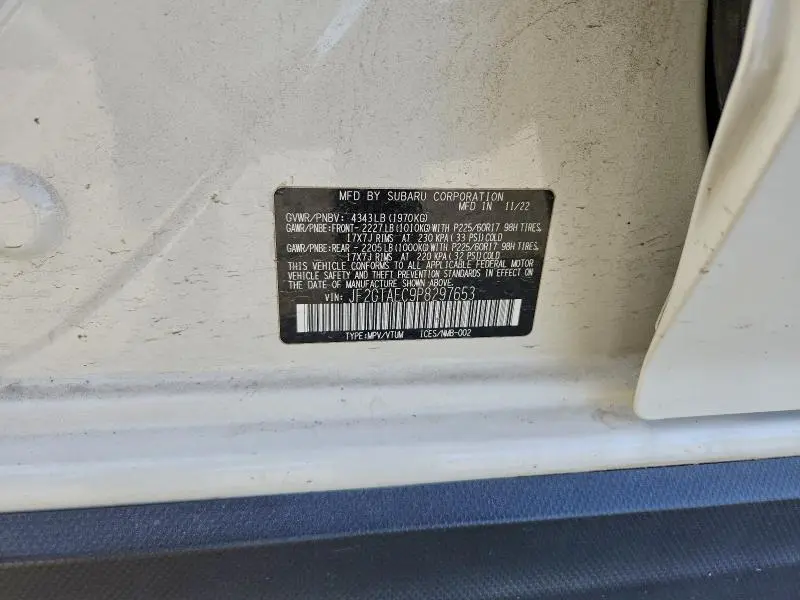 MFD BY SUBARU CORPORATION
MFD IN 11/22
GVWR/PNBV: 4343LB(1970KG)
GAWR/PNBE:FRONT-2227LB(1010KG)WITH P225/60R17 98H TIRES,
17X7J RIMS AT 230 KPA(33 PSI)COLD
GAWR/PNBE:REAR -2205LB(1000KG)WITH P225/60R17 98H TIRES,
17X7J RIMS AT 220 KPA(32 PSI)COLD
THIS VEHICLE CONFORMS TO ALL APPLICABLE FEDERAL MOTOR
VEHICLE SAFETY AND THEFT PREVENTION STANDARDS IN EFFECT ON
THE DATE OF MANUFACTURE SHOWN ABOVE.
VIN: JF2GTAEC9P8297653
TYPE:MPV/VTUM ICES/NMB-002